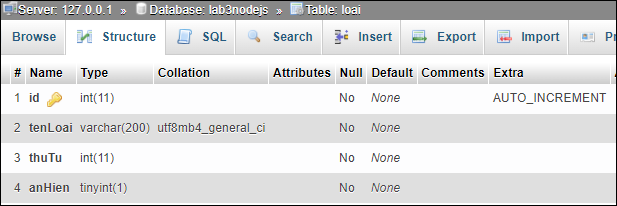 Server: 127.0.0.1 » Database: lab3nodejs » Table: loai
Browse Structure SQL Search Insert Export Import
# Name Type Collation Attributes Null Default Comments Extra
1 id int(11) No None AUTO_INCREMENT
2 tenLoai varchar(200) utf8mb4_general_ci No None
3 thuTu int(11) No None
4 anHien tinyint(1) No None